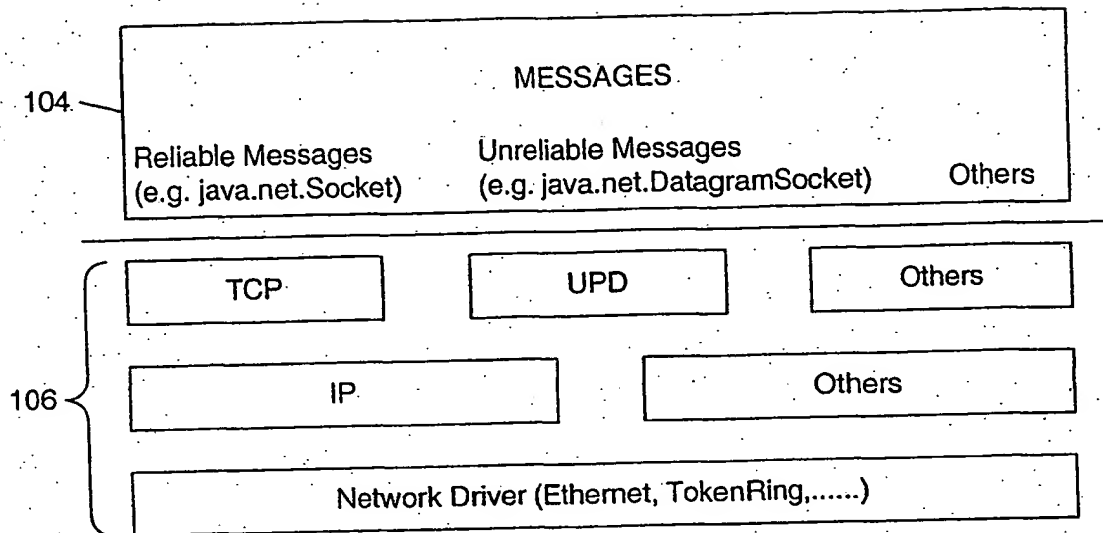 MESSAGES
104
Reliable Messages
(e.g. java.net.Socket)
Unreliable Messages
(e.g. java.net.DatagramSocket)
Others
TCP
UPD
Others
106
IP
Others
Network Driver (Ethernet, TokenRing,......)